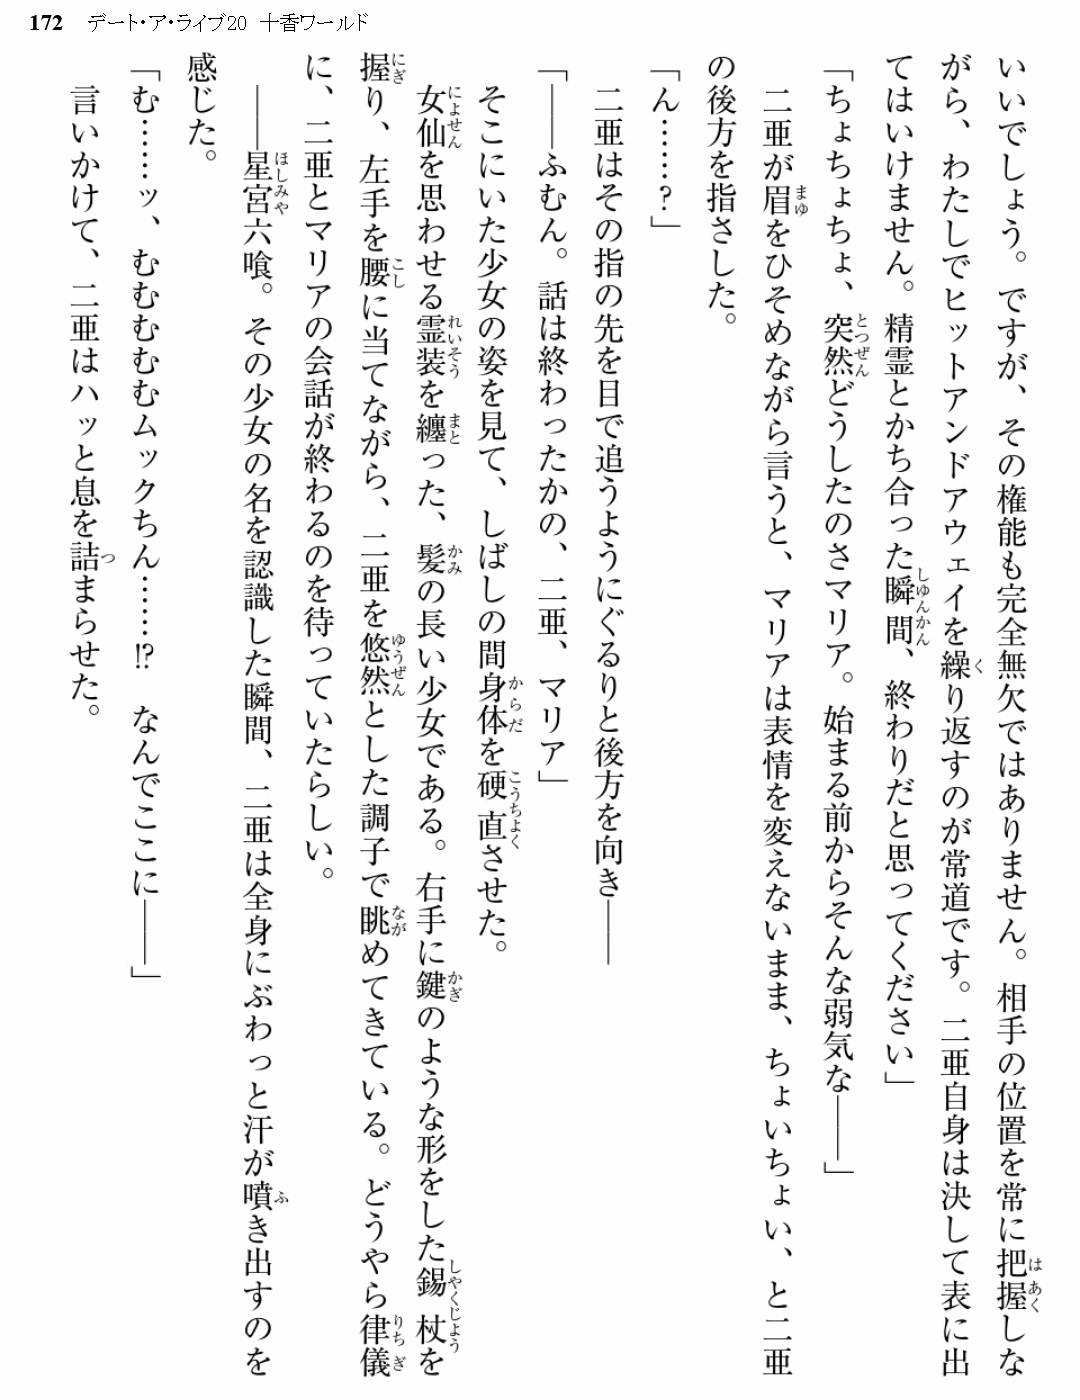 172 デート・ア・ライブ20 十香ワールド
いいでしょう。ですが、その権能も完全無欠ではありません。相手の位置を常に把握しな
がら、わたしでヒットアンドアウェイを繰り返すのが常道です。二亜自身は決して表に出
てはいけません。精霊とかち合った瞬間、終わりだと思ってください」
「ちょちょちょ、突然どうしたのさマリア。始まる前からそんな弱気な――」
二亜が眉をひそめながら言うと、マリアは表情を変えないまま、ちょいちょい、と二亜
の後方を指さした。
「ん……?」
二亜はその指の先を目で追うようにぐるりと後方を向き――
「――ふむん。話は終わったかの、二亜、マリア」
そこにいた少女の姿を見て、しばしの間身体を硬直させた。
女仙を思わせる霊装を纏った、髪の長い少女である。右手に鍵のような形をした錫杖を
握り、左手を腰に当てながら、二亜を悠然とした調子で眺めてきている。どうやら律儀
に、二亜とマリアの会話が終わるのを待っていたらしい。
――星宮六喰。その少女の名を認識した瞬間、二亜は全身にぶわっと汗が噴き出すのを
感じた。
「む……ッ、むむむむむムックちん……⁉ なんでここに――」
言いかけて、二亜はハッと息を詰まらせた。